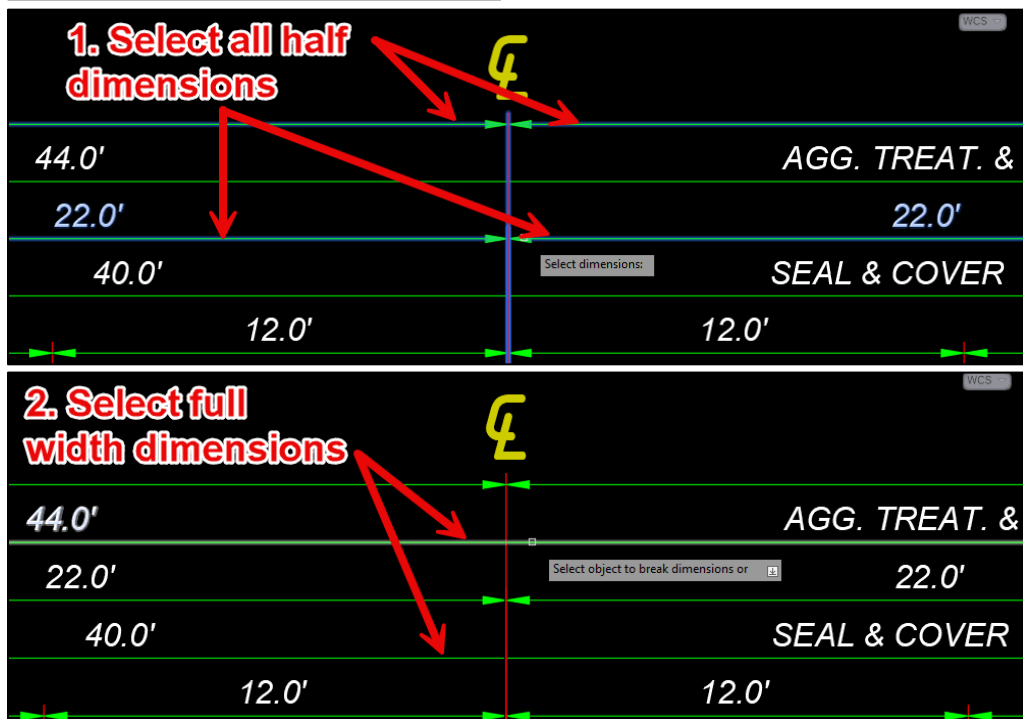 WCS
1. Select all half
dimensions
℄
44.0' AGG. TREAT. &
22.0' 22.0'
Select dimensions:
40.0' SEAL & COVER
12.0' 12.0'
WCS
2. Select full
width dimensions
℄
44.0' AGG. TREAT. &
Select object to break dimensions or
22.0' 22.0'
40.0' SEAL & COVER
12.0' 12.0'